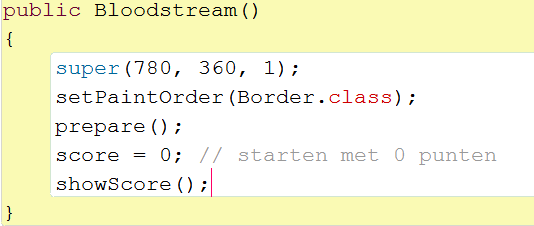 public Bloodstream()
{
    super(780, 360, 1);
    setPaintOrder(Border.class);
    prepare();
    score = 0; // starten met 0 punten
    showScore();
}